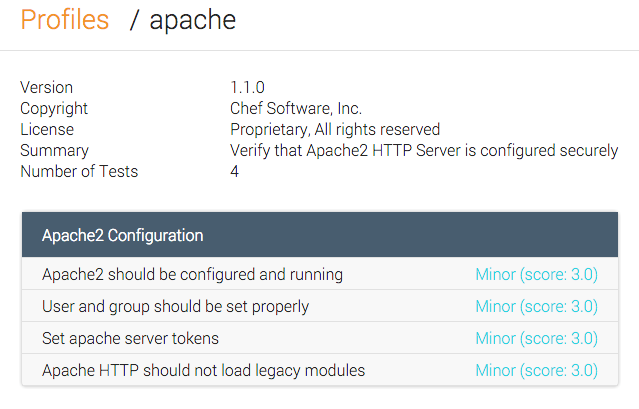 Profiles / apache
Version 1.1.0
Copyright Chef Software, Inc.
License Proprietary, All rights reserved
Summary Verify that Apache2 HTTP Server is configured securely
Number of Tests 4
Apache2 Configuration
Apache2 should be configured and running Minor (score: 3.0)
User and group should be set properly Minor (score: 3.0)
Set apache server tokens Minor (score: 3.0)
Apache HTTP should not load legacy modules Minor (score: 3.0)